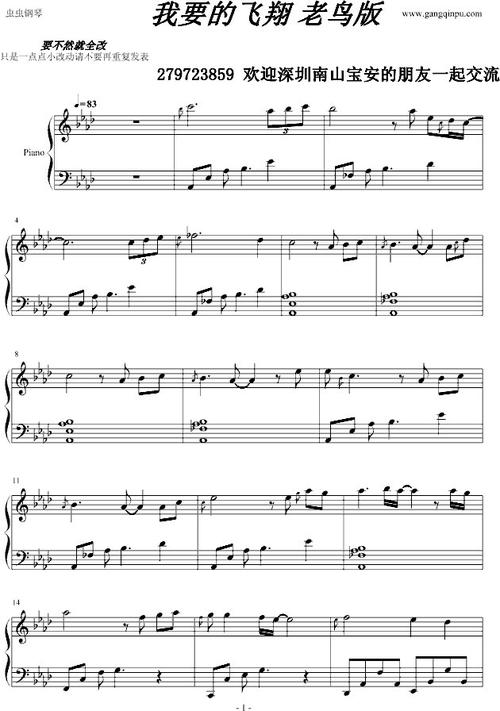 虫虫钢琴
我要的飞翔 老鸟版
www.gangqinpu.com
要不然就全改
只是一点点小改动请不要再重复发表
279723859 欢迎深圳南山宝安的朋友一起交流
♩=83
Piano
3
4
3
8
11
14
- 1 -